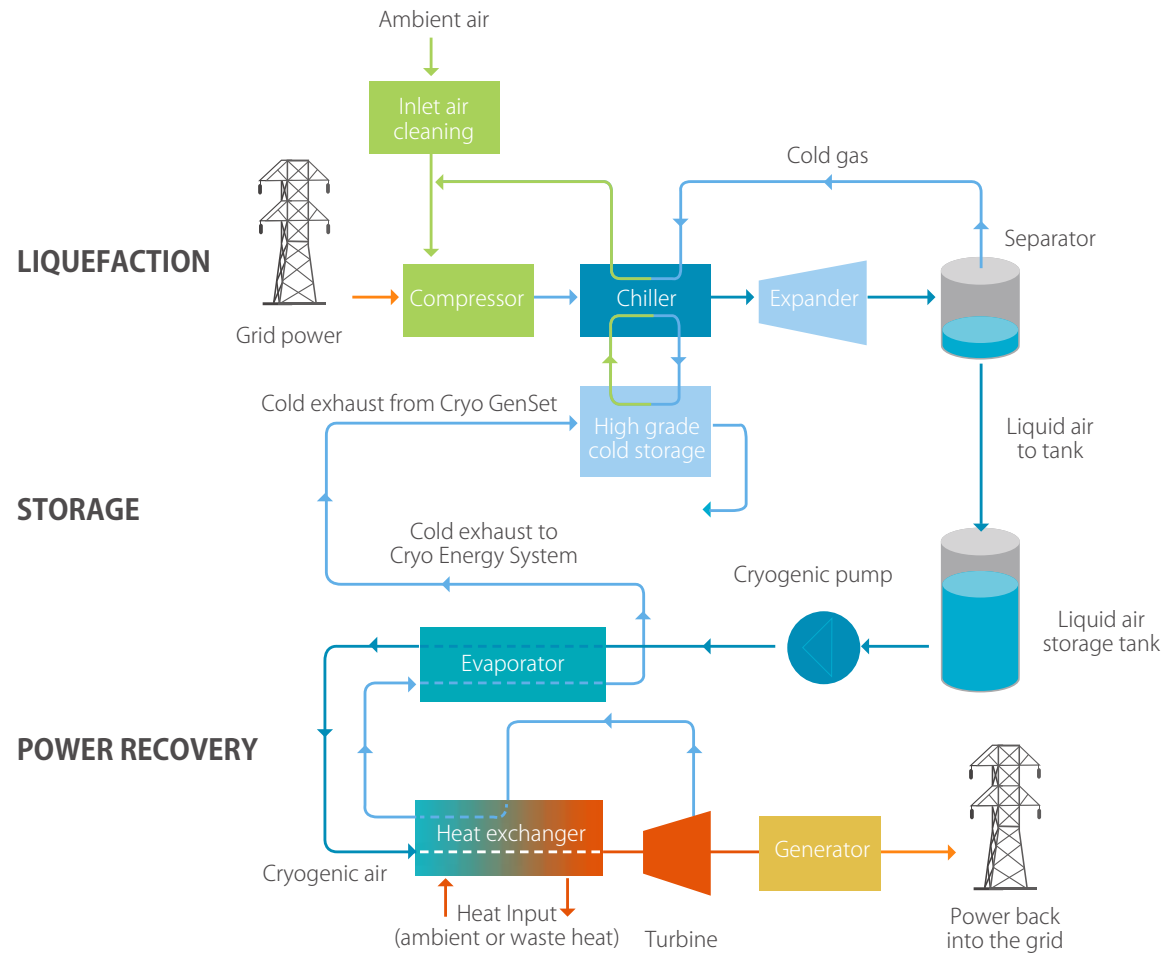 Ambient air
Inlet air
cleaning
Cold gas
LIQUEFACTION
Separator
Grid power
Compressor
Chiller
Expander
Cold exhaust from Cryo GenSet
High grade
cold storage
Liquid air
to tank
STORAGE
Cold exhaust to
Cryo Energy System
Cryogenic pump
Liquid air
storage tank
Evaporator
POWER RECOVERY
Heat exchanger
Generator
Cryogenic air
Heat Input
(ambient or waste heat)
Turbine
Power back
into the grid